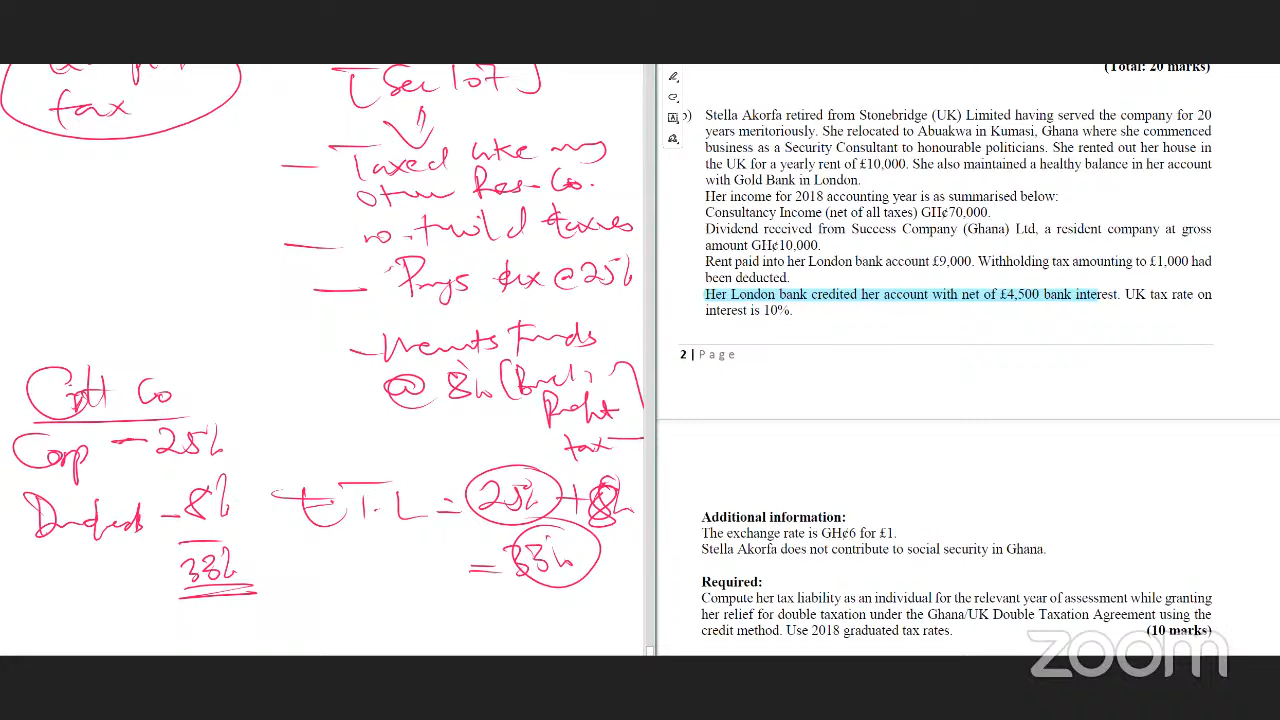 tax
[Sec 107]
- Taxed like any
other Res- Co.
- no
taxes
- Pays tax @ 25%
- Funds
@ 8%
tax
Co
Corp - 25%
- 8%
33%
= 25% + 8%
= 33%
(Total: 20 marks)
b) Stella Akorfa retired from Stonebridge (UK) Limited having served the company for 20
years meritoriously. She relocated to Abuakwa in Kumasi, Ghana where she commenced
business as a Security Consultant to honourable politicians. She rented out her house in
the UK for a yearly rent of £10,000. She also maintained a healthy balance in her account
with Gold Bank in London.
Her income for 2018 accounting year is as summarised below:
Consultancy Income (net of all taxes) GH¢70,000.
Dividend received from Success Company (Ghana) Ltd, a resident company at gross
amount GH¢10,000.
Rent paid into her London bank account £9,000. Withholding tax amounting to £1,000 had
been deducted.
Her London bank credited her account with net of £4,500 bank interest. UK tax rate on
interest is 10%.
2 | Page
Additional information:
The exchange rate is GH¢6 for £1.
Stella Akorfa does not contribute to social security in Ghana.
Required:
Compute her tax liability as an individual for the relevant year of assessment while granting
her relief for double taxation under the Ghana/UK Double Taxation Agreement using the
credit method. Use 2018 graduated tax rates. (10 marks)
zoom